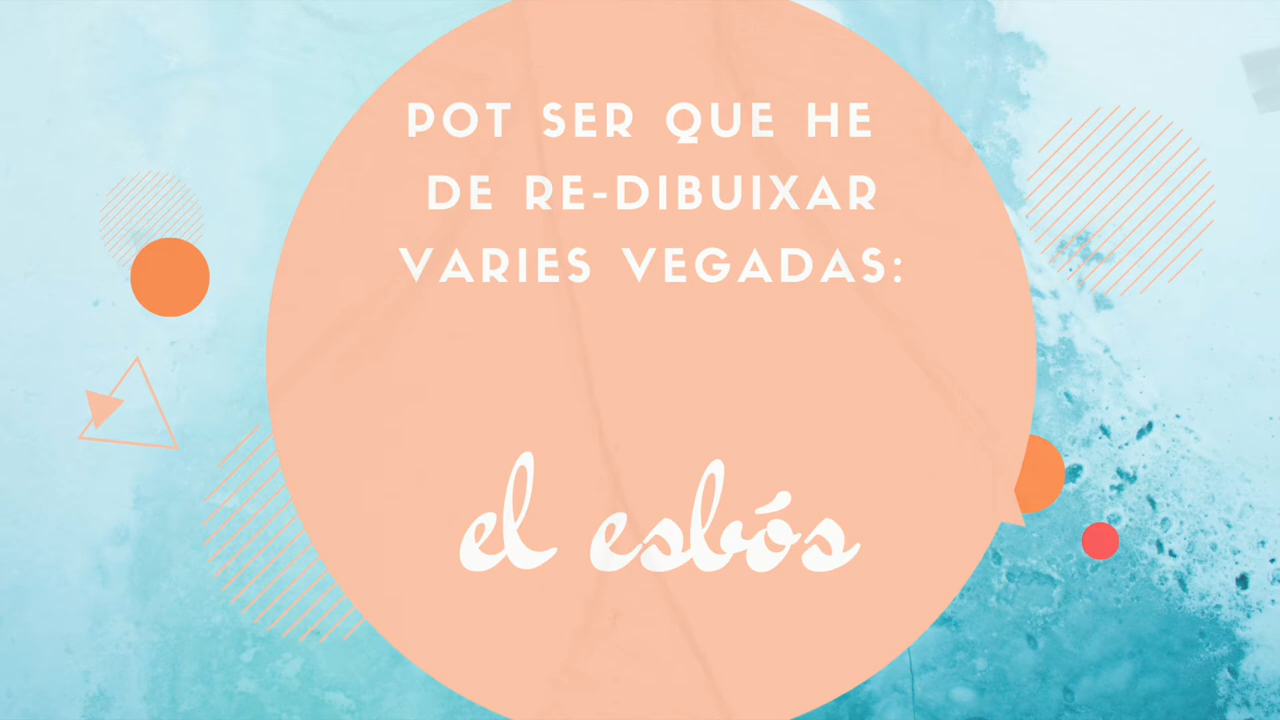 POT SER QUE HE
DE RE-DIBUIXAR
VARIES VEGADAS:
el esbós